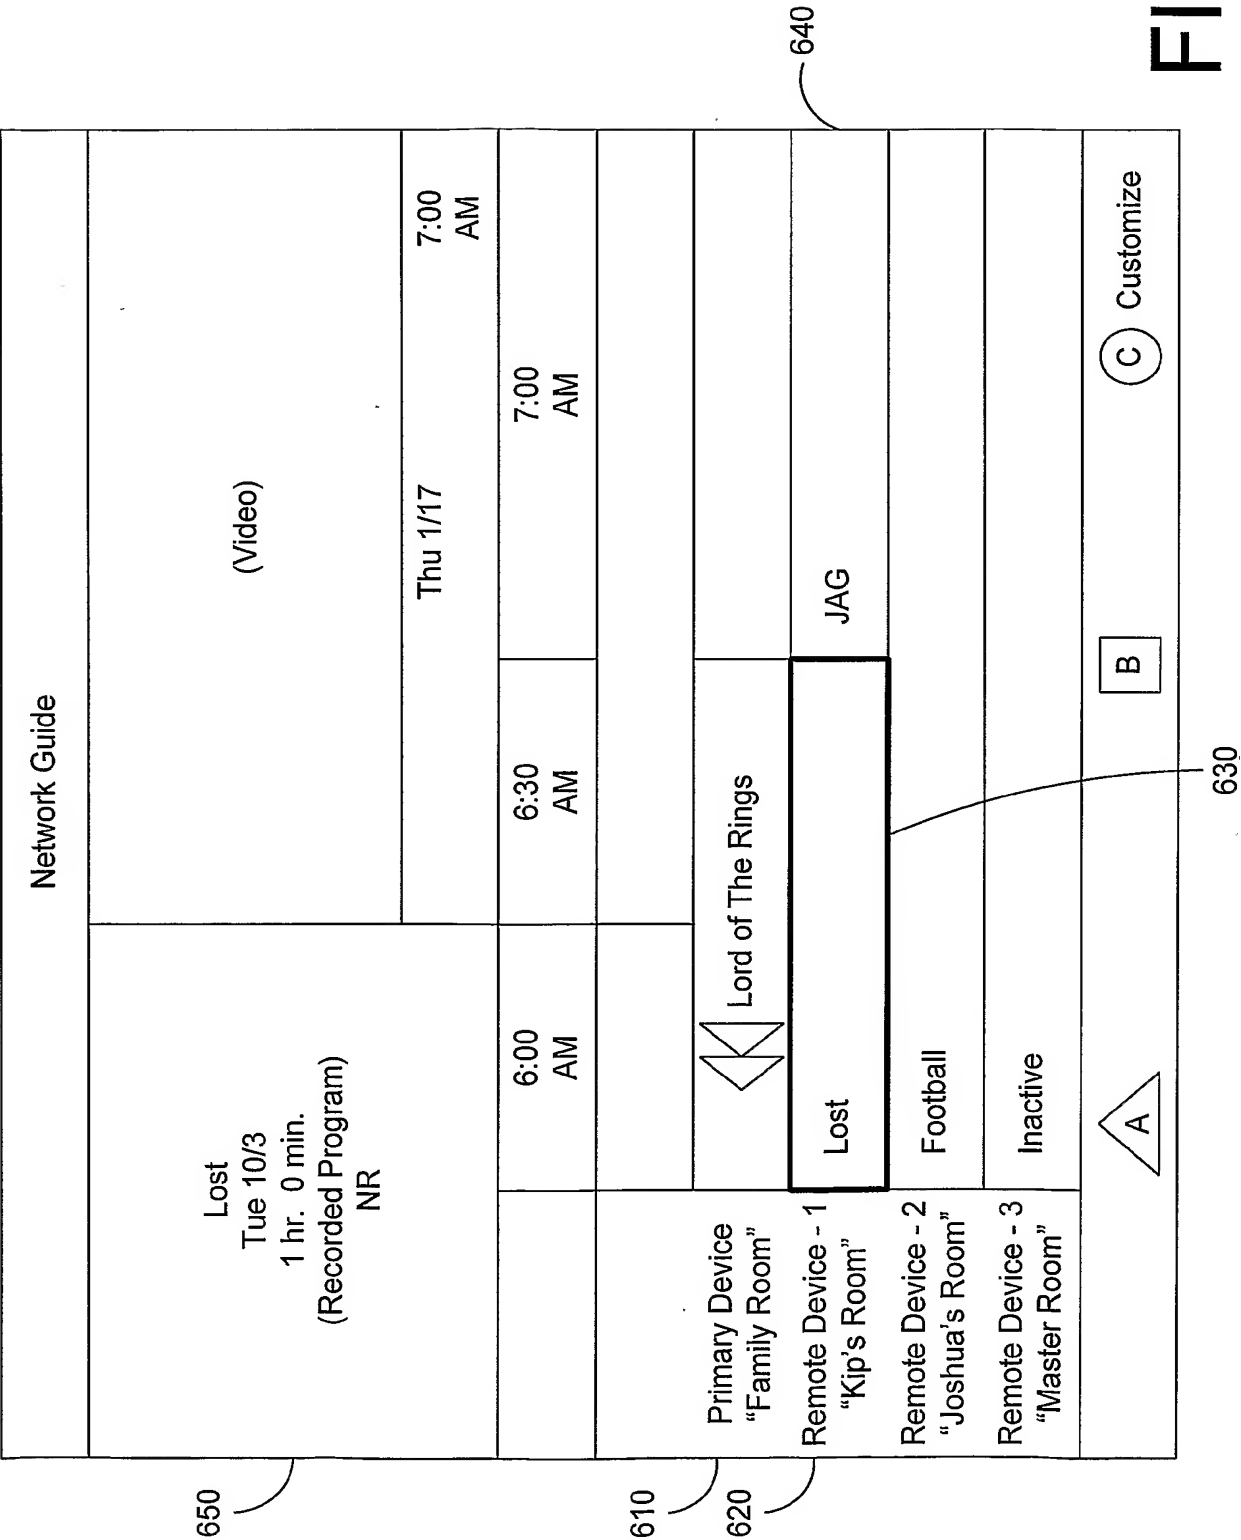 Network Guide
Lost
Tue 10/3
1 hr. 0 min.
(Recorded Program)
NR
(Video)
Thu 1/17
7:00
AM
6:00
AM
6:30
AM
7:00
AM
Primary Device
“Family Room”
Lord of The Rings
Remote Device - 1
“Kip's Room”
Lost
JAG
Remote Device - 2
“Joshua's Room”
Football
Remote Device - 3
“Master Room”
Inactive
A
B
C Customize
650
610
620
630
640
FI